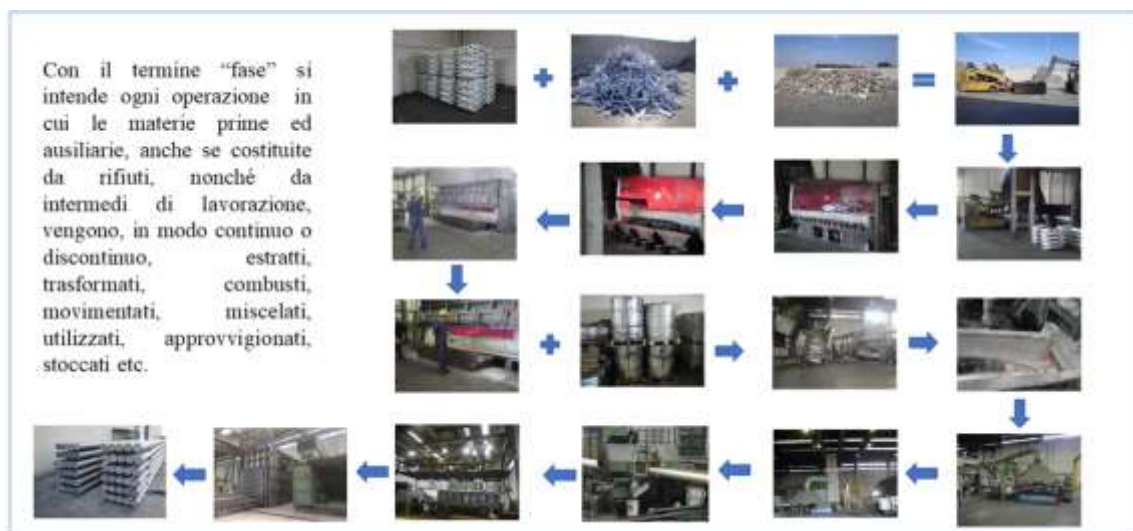 Con il termine “fase” si
intende ogni operazione in
cui le materie prime ed
ausiliarie, anche se costituite
da rifiuti, nonché da
intermedi di lavorazione,
vengono, in modo continuo o
discontinuo, estratti,
trasformati, combusti,
movimentati, miscelati,
utilizzati, approvvigionati,
stoccati etc.